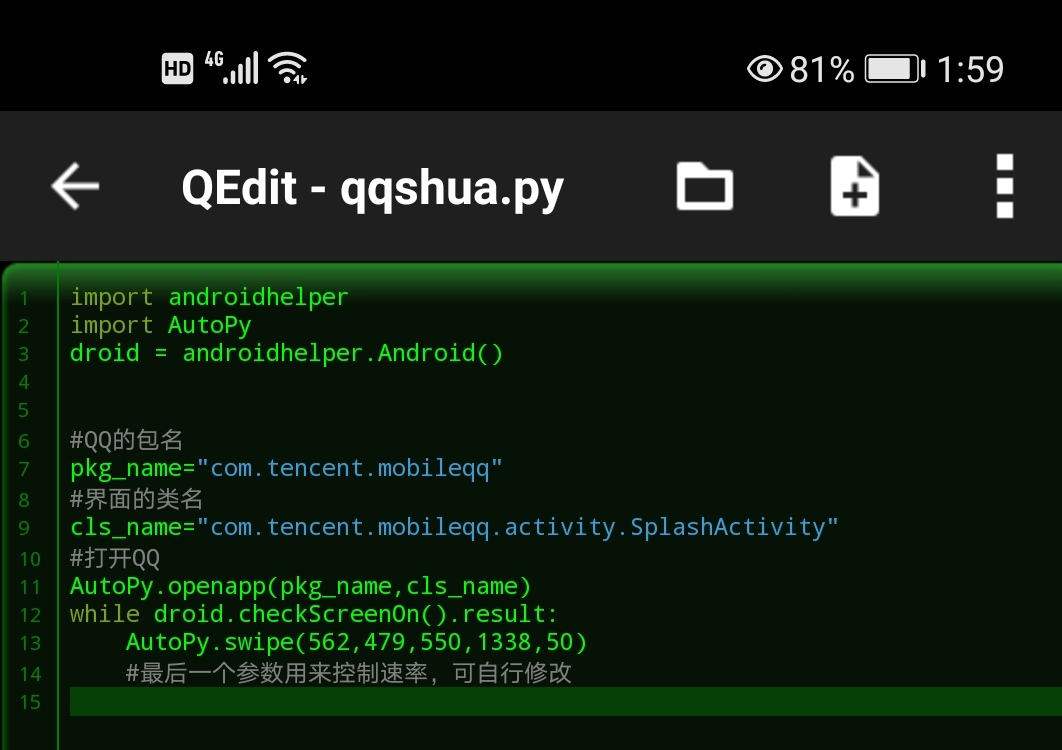 HD 4G 81% 1:59
QEdit - qqshua.py
1 import androidhelper
2 import AutoPy
3 droid = androidhelper.Android()
4
5
6 #QQ的包名
7 pkg_name="com.tencent.mobileqq"
8 #界面的类名
9 cls_name="com.tencent.mobileqq.activity.SplashActivity"
10 #打开QQ
11 AutoPy.openapp(pkg_name,cls_name)
12 while droid.checkScreenOn().result:
13     AutoPy.swipe(562,479,550,1338,50)
14     #最后一个参数用来控制速率，可自行修改
15